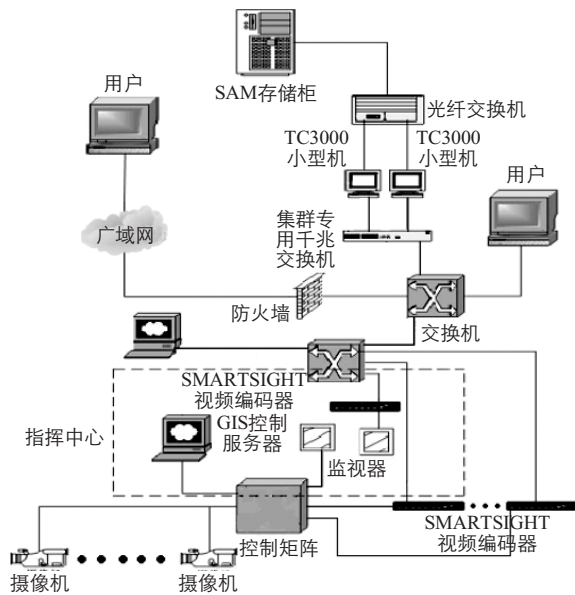 SAM存储柜
用户
光纤交换机
TC3000
小型机
TC3000
小型机
用户
集群专
用千兆
交换机
广域网
防火墙
交换机
SMARTSIGHT
视频编码器
GIS控制
服务器
指挥中心
监视器
控制矩阵
SMARTSIGHT
视频编码器
摄像机
摄像机